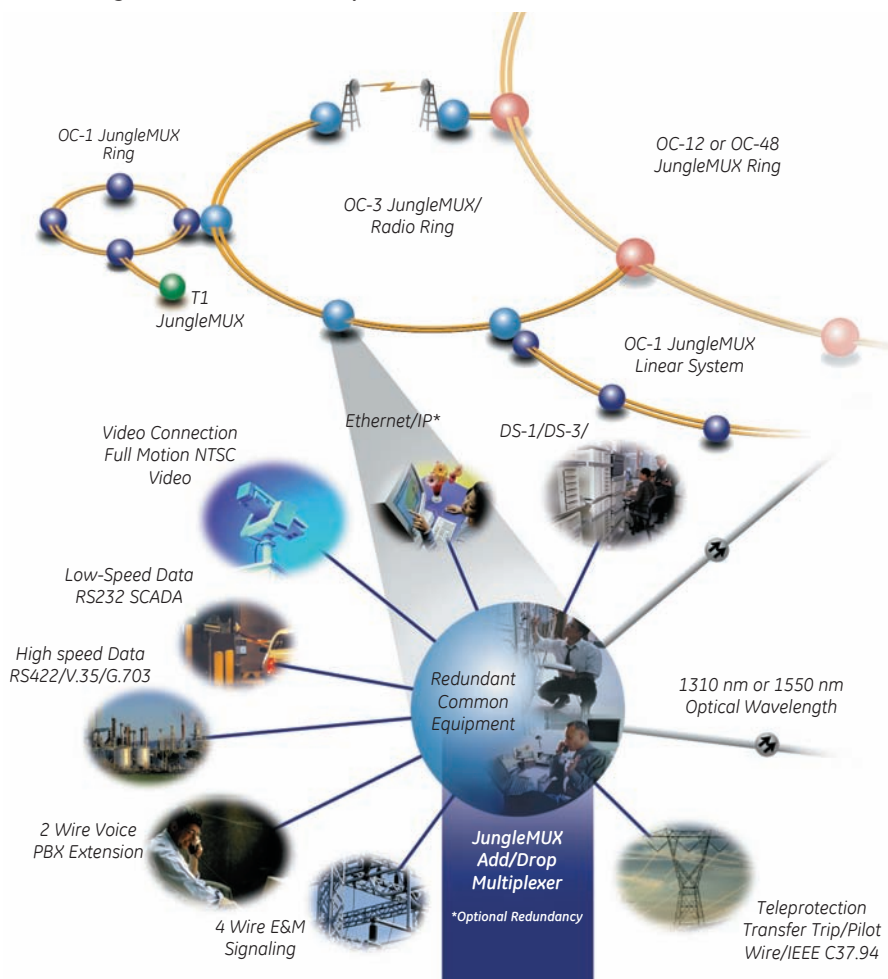 OC-1 JungleMUX
Ring
OC-12 or OC-48
JungleMUX Ring
OC-3 JungleMUX/
Radio Ring
T1
JungleMUX
OC-1 JungleMUX
Linear System
Ethernet/IP*
DS-1/DS-3/
Video Connection
Full Motion NTSC
Video
Low-Speed Data
RS232 SCADA
High speed Data
RS422/V.35/G.703
Redundant
Common
Equipment
1310 nm or 1550 nm
Optical Wavelength
2 Wire Voice
PBX Extension
JungleMUX
Add/Drop
Multiplexer
*Optional Redundancy
4 Wire E&M
Signaling
Teleprotection
Transfer Trip/Pilot
Wire/IEEE C37.94